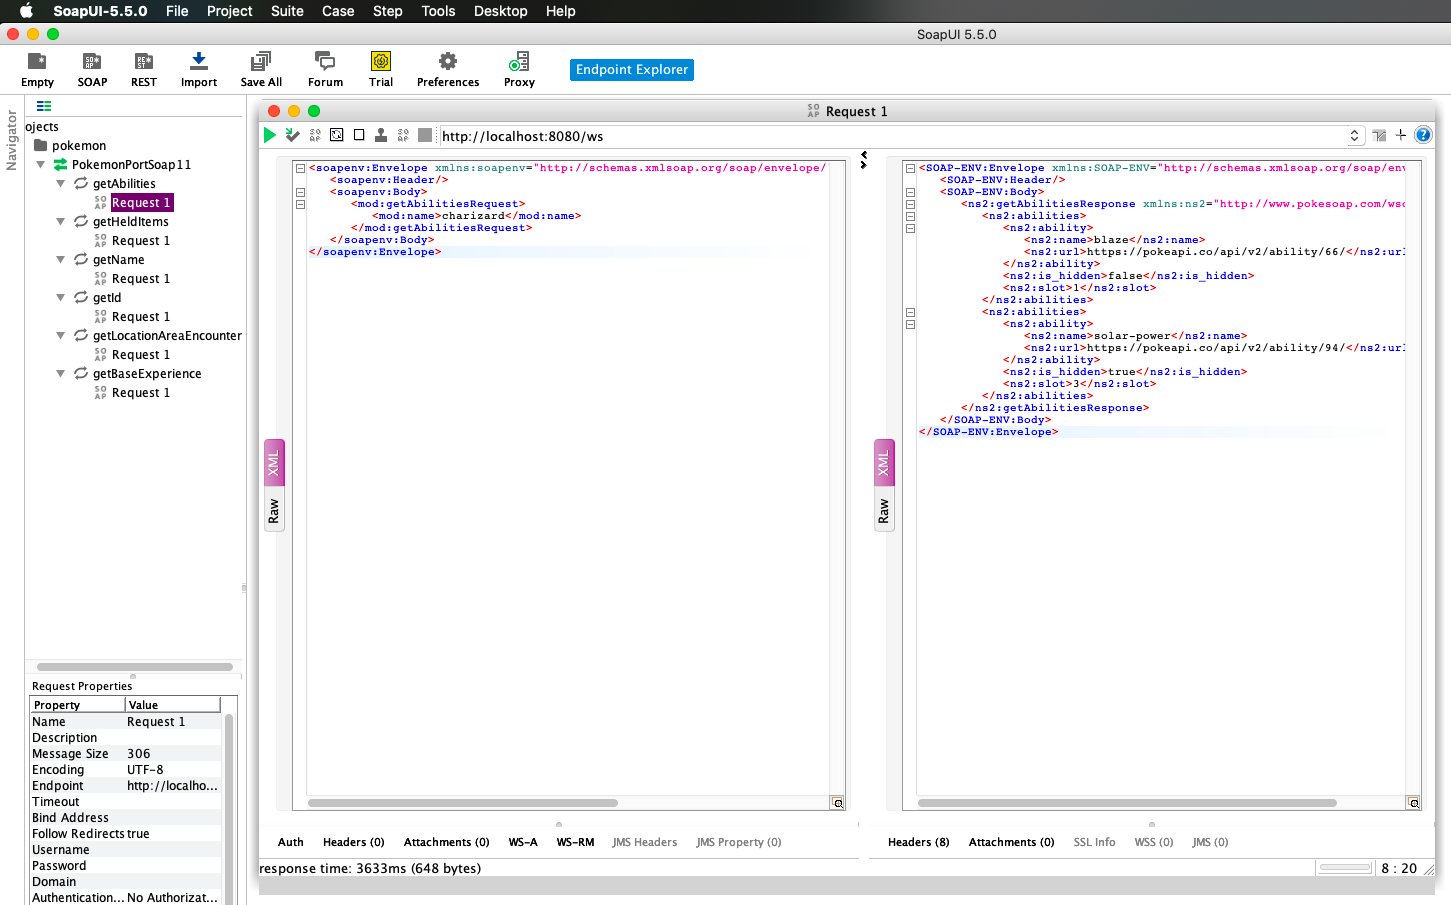 SoapUI-5.5.0 File Project Suite Case Step Tools Desktop Help
SoapUI 5.5.0
Empty SOAP REST Import Save All Forum Trial Preferences Proxy
Endpoint Explorer
Navigator
ojects
pokemon
PokemonPortSoap11
getAbilities
Request 1
getHeldItems
Request 1
getName
Request 1
getId
Request 1
getLocationAreaEncounter
Request 1
getBaseExperience
Request 1
Request Properties
Property Value
Name Request 1
Description
Message Size 306
Encoding UTF-8
Endpoint http://localho...
Timeout
Bind Address
Follow Redirects true
Username
Password
Domain
Authentication... No Authorizat...
Request 1
http://localhost:8080/ws
XML
Raw
<soapenv:Envelope xmlns:soapenv="http://schemas.xmlsoap.org/soap/envelope/
<soapenv:Header/>
<soapenv:Body>
<mod:getAbilitiesRequest>
<mod:name>charizard</mod:name>
</mod:getAbilitiesRequest>
</soapenv:Body>
</soapenv:Envelope>
XML
Raw
<SOAP-ENV:Envelope xmlns:SOAP-ENV="http://schemas.xmlsoap.org/soap/env
<SOAP-ENV:Header/>
<SOAP-ENV:Body>
<ns2:getAbilitiesResponse xmlns:ns2="http://www.pokesoap.com/wsd
<ns2:abilities>
<ns2:ability>
<ns2:name>blaze</ns2:name>
<ns2:url>https://pokeapi.co/api/v2/ability/66/</ns2:url
</ns2:ability>
<ns2:is_hidden>false</ns2:is_hidden>
<ns2:slot>1</ns2:slot>
</ns2:abilities>
<ns2:abilities>
<ns2:ability>
<ns2:name>solar-power</ns2:name>
<ns2:url>https://pokeapi.co/api/v2/ability/94/</ns2:url
</ns2:ability>
<ns2:is_hidden>true</ns2:is_hidden>
<ns2:slot>3</ns2:slot>
</ns2:abilities>
</ns2:getAbilitiesResponse>
</SOAP-ENV:Body>
</SOAP-ENV:Envelope>
Auth Headers (0) Attachments (0) WS-A WS-RM JMS Headers JMS Property (0)
Headers (8) Attachments (0) SSL Info WSS (0) JMS (0)
response time: 3633ms (648 bytes)
8 : 20